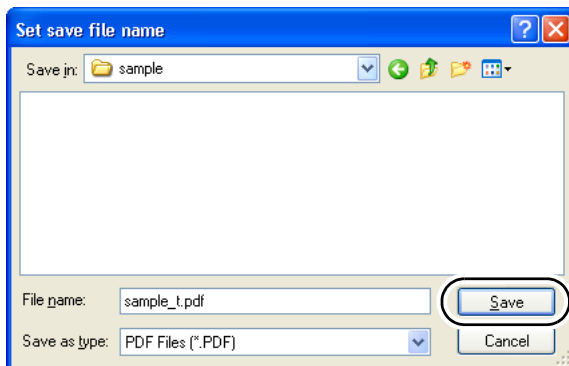 Set save file name
Save in: sample
File name: sample_t.pdf Save
Save as type: PDF Files (*.PDF) Cancel